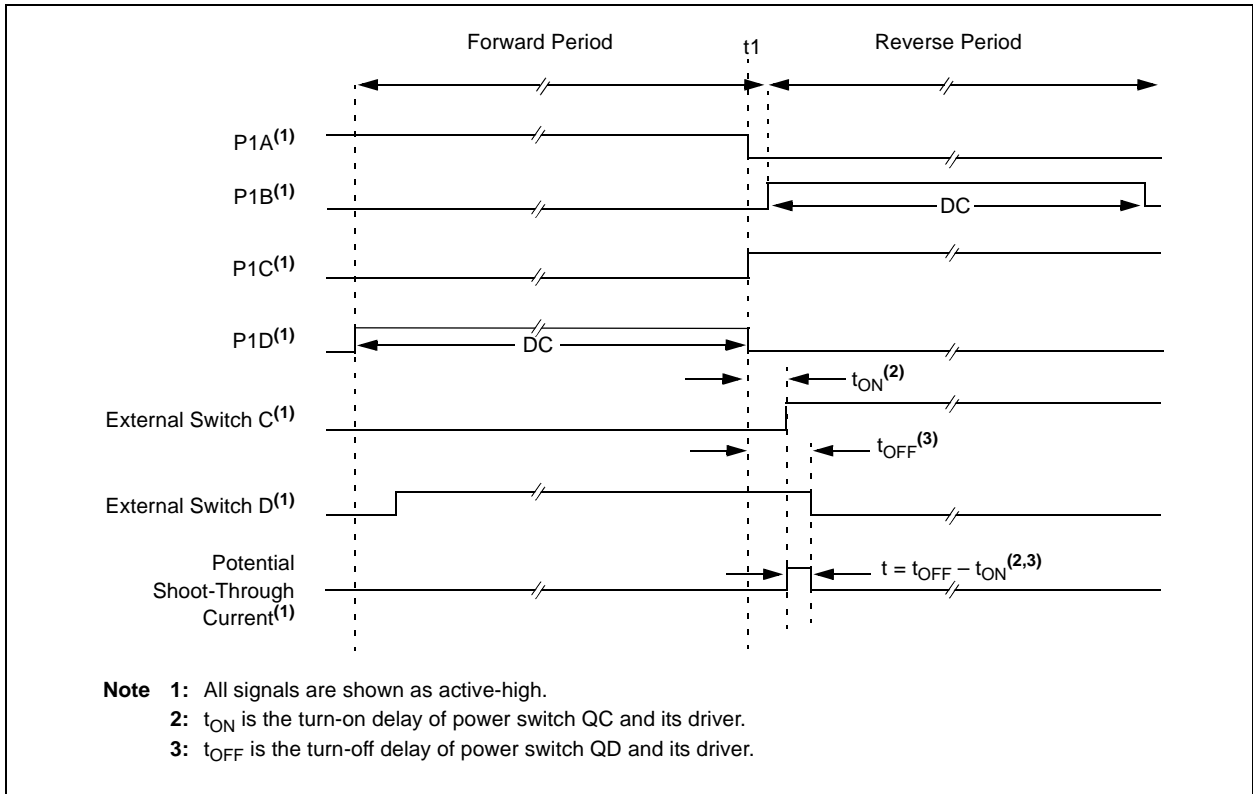 Forward Period
t1
Reverse Period
P1A(1)
P1B(1)
DC
P1C(1)
P1D(1)
DC
tON(2)
External Switch C(1)
tOFF(3)
External Switch D(1)
Potential
Shoot-Through
Current(1)
t = tOFF – tON(2,3)
Note 1: All signals are shown as active-high.
2: tON is the turn-on delay of power switch QC and its driver.
3: tOFF is the turn-off delay of power switch QD and its driver.